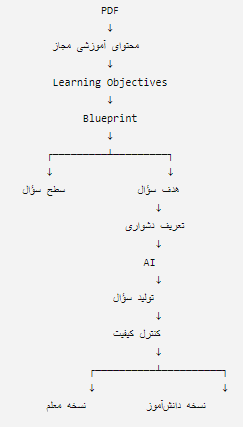 PDF
محتوای آموزشی مجاز
Learning Objectives
Blueprint
هدف سؤال
سطح سؤال
تعریف دشواری
AI
تولید سؤال
کنترل کیفیت
نسخه دانش‌آموز
نسخه معلم